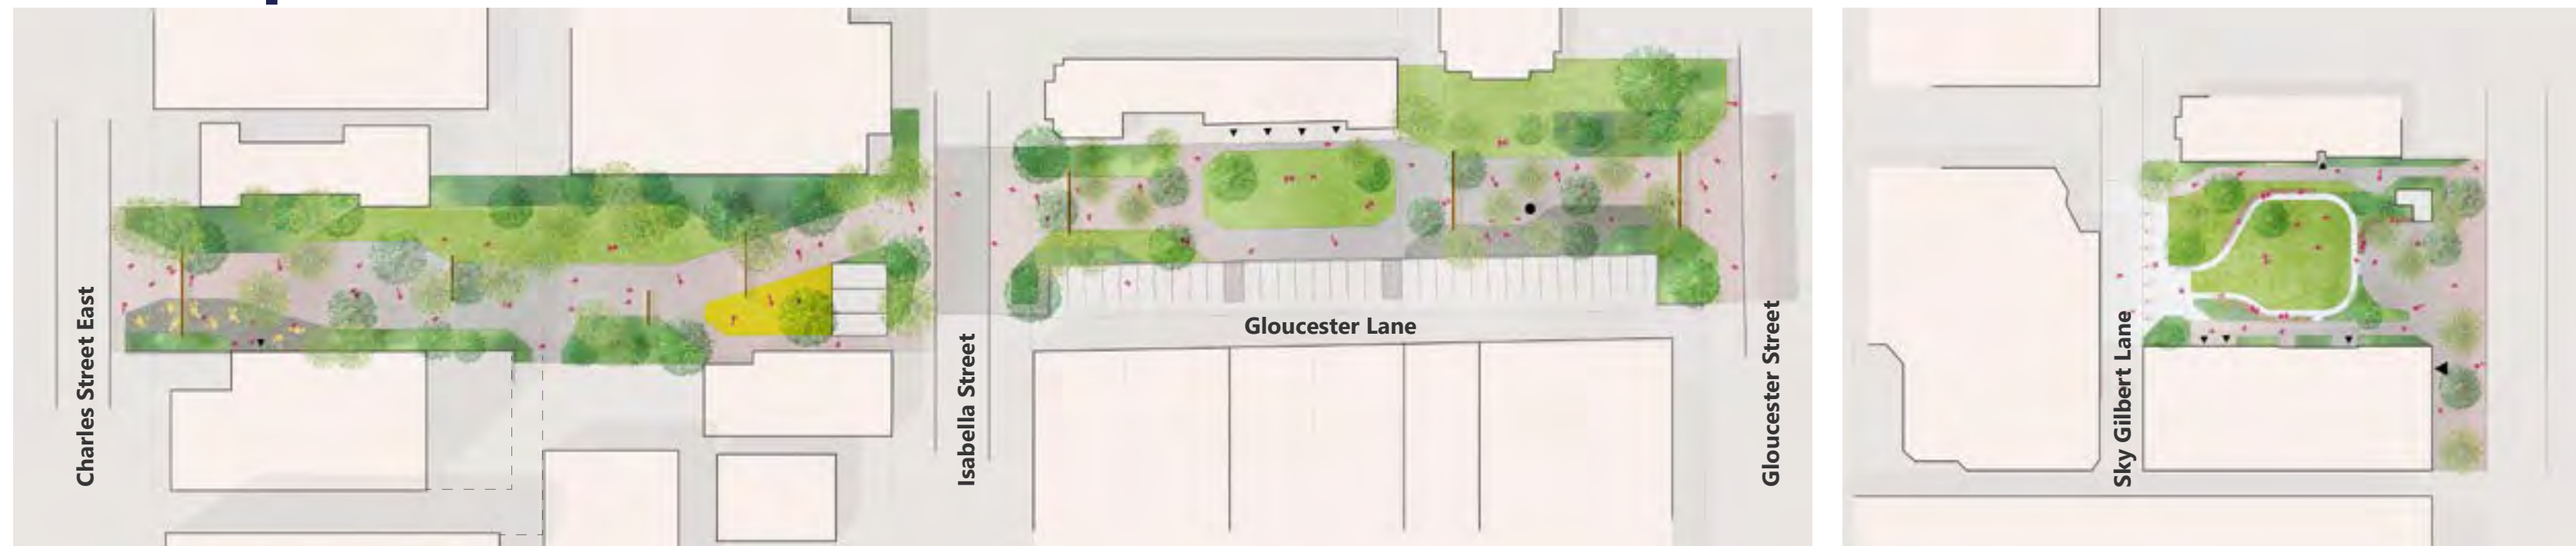 Charles Street East
Isabella Street
Gloucester Lane
Gloucester Street
Sky Gilbert Lane